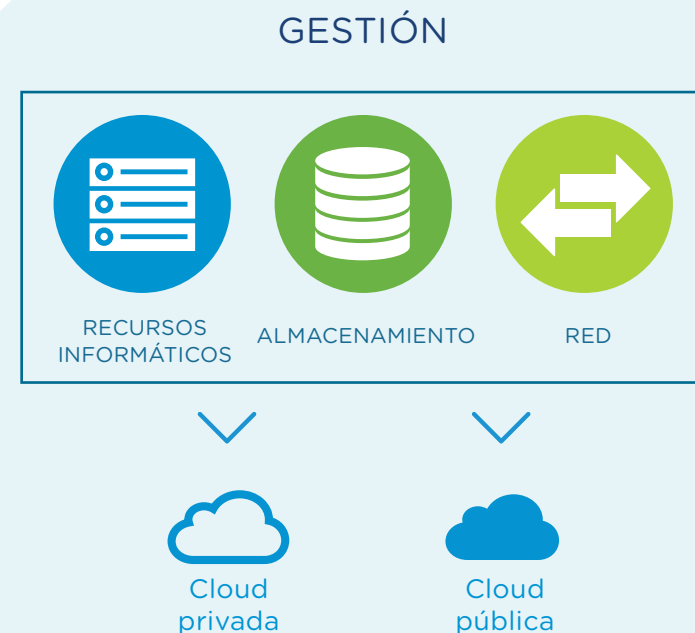 GESTIÓN
RECURSOS
INFORMÁTICOS
ALMACENAMIENTO
RED
Cloud
privada
Cloud
pública